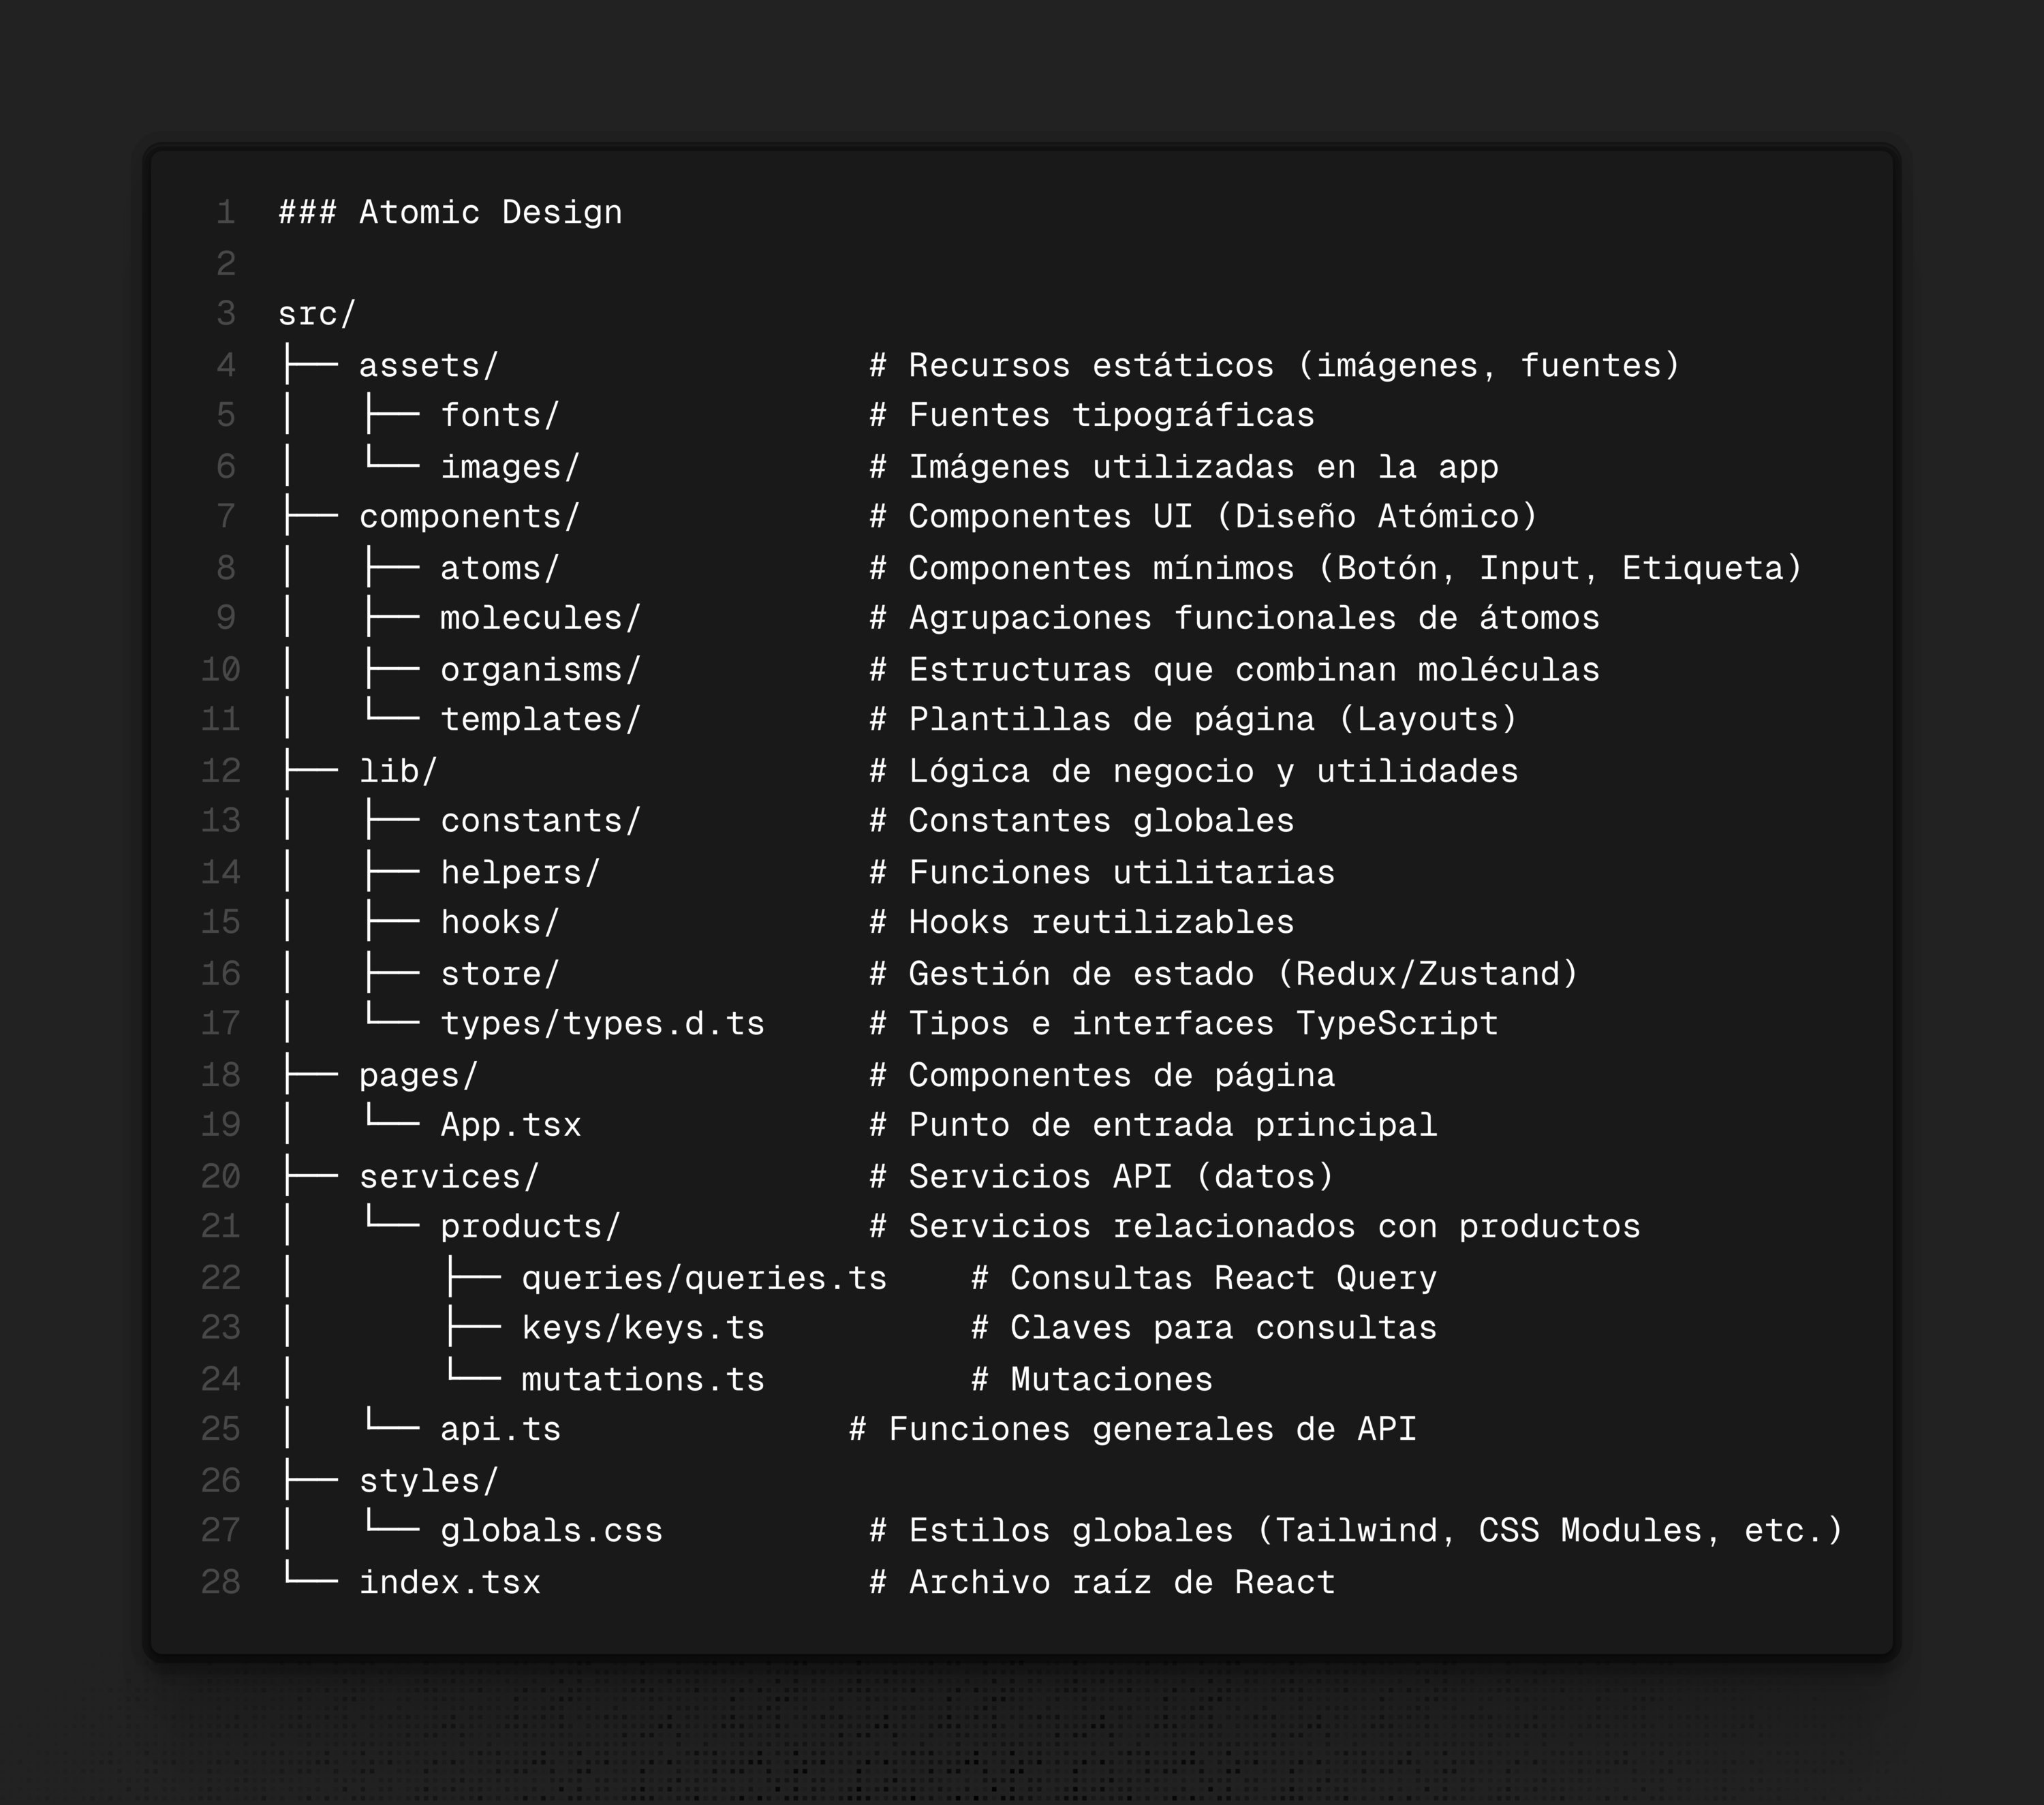 1 ### Atomic Design
2
3 src/
4 ├── assets/                  # Recursos estáticos (imágenes, fuentes)
5 │   ├── fonts/               # Fuentes tipográficas
6 │   └── images/              # Imágenes utilizadas en la app
7 ├── components/              # Componentes UI (Diseño Atómico)
8 │   ├── atoms/               # Componentes mínimos (Botón, Input, Etiqueta)
9 │   ├── molecules/           # Agrupaciones funcionales de átomos
10 │   ├── organisms/           # Estructuras que combinan moléculas
11 │   └── templates/           # Plantillas de página (Layouts)
12 ├── lib/                     # Lógica de negocio y utilidades
13 │   ├── constants/           # Constantes globales
14 │   ├── helpers/             # Funciones utilitarias
15 │   ├── hooks/               # Hooks reutilizables
16 │   ├── store/               # Gestión de estado (Redux/Zustand)
17 │   └── types/types.d.ts     # Tipos e interfaces TypeScript
18 ├── pages/                   # Componentes de página
19 │   └── App.tsx              # Punto de entrada principal
20 ├── services/                # Servicios API (datos)
21 │   └── products/            # Servicios relacionados con productos
22 │       ├── queries/queries.ts    # Consultas React Query
23 │       ├── keys/keys.ts          # Claves para consultas
24 │       └── mutations.ts          # Mutaciones
25 │   └── api.ts              # Funciones generales de API
26 ├── styles/
27 │   └── globals.css          # Estilos globales (Tailwind, CSS Modules, etc.)
28 └── index.tsx                # Archivo raíz de React